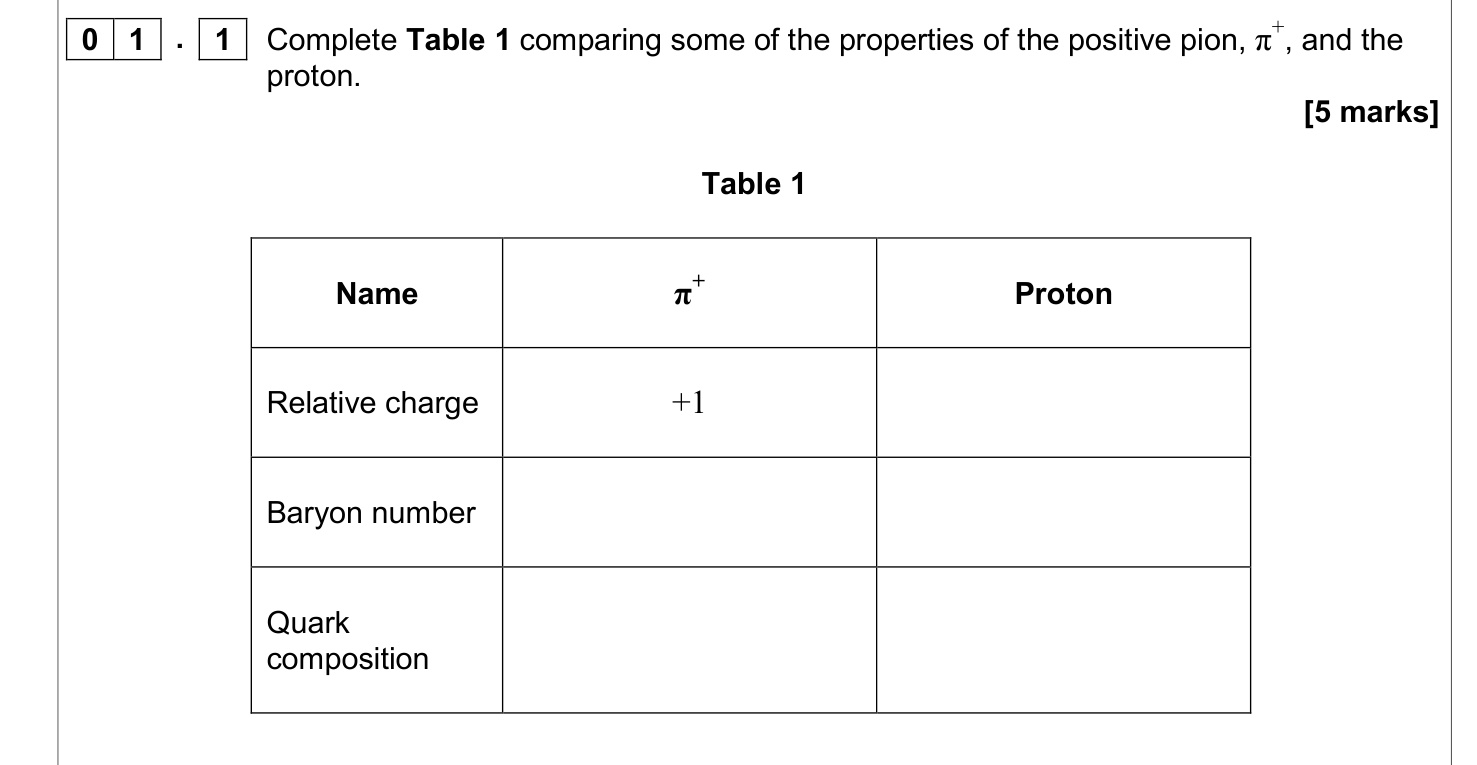 0 1 . 1 Complete Table 1 comparing some of the properties of the positive pion, π⁺, and the
proton.
[5 marks]
Table 1
Name π⁺ Proton
Relative charge +1
Baryon number
Quark
composition